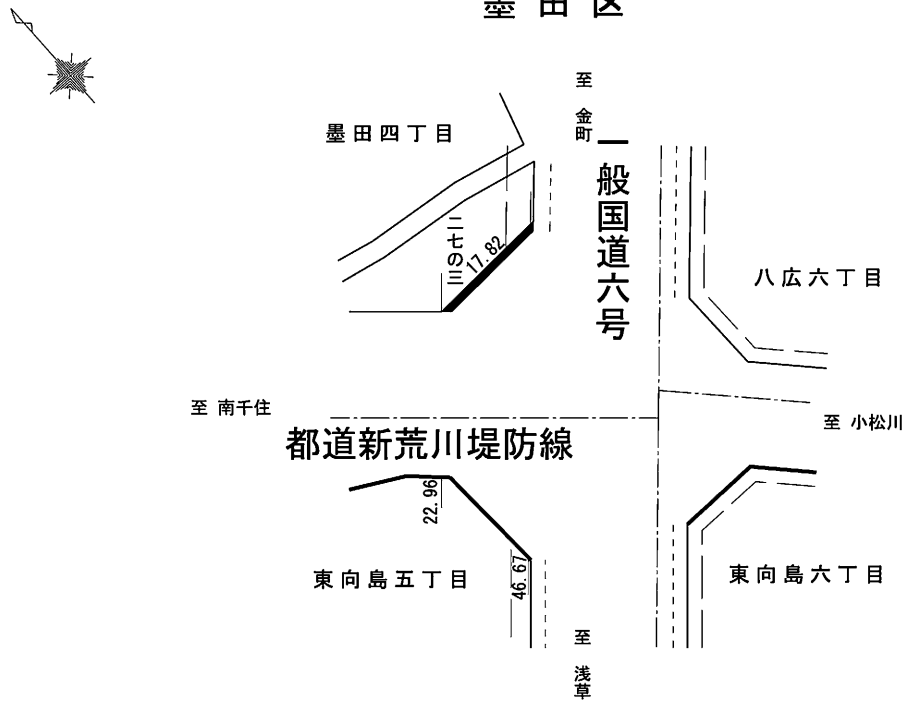 墨田区
至 金町
墨田四丁目
一般国道六号
二七の三
17.82
八広六丁目
至 南千住
至 小松川
都道新荒川堤防線
22.96
46.67
東向島五丁目
東向島六丁目
至 浅草